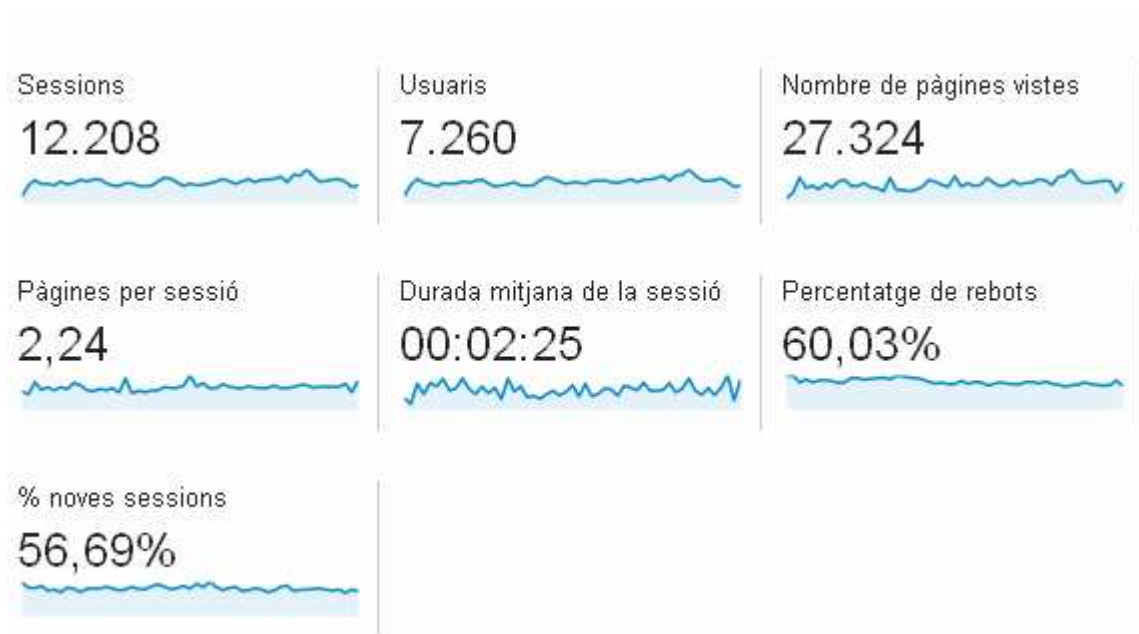 Sessions
12.208
Usuaris
7.260
Nombre de pàgines vistes
27.324
Pàgines per sessió
2,24
Durada mitjana de la sessió
00:02:25
Percentatge de rebots
60,03%
% noves sessions
56,69%